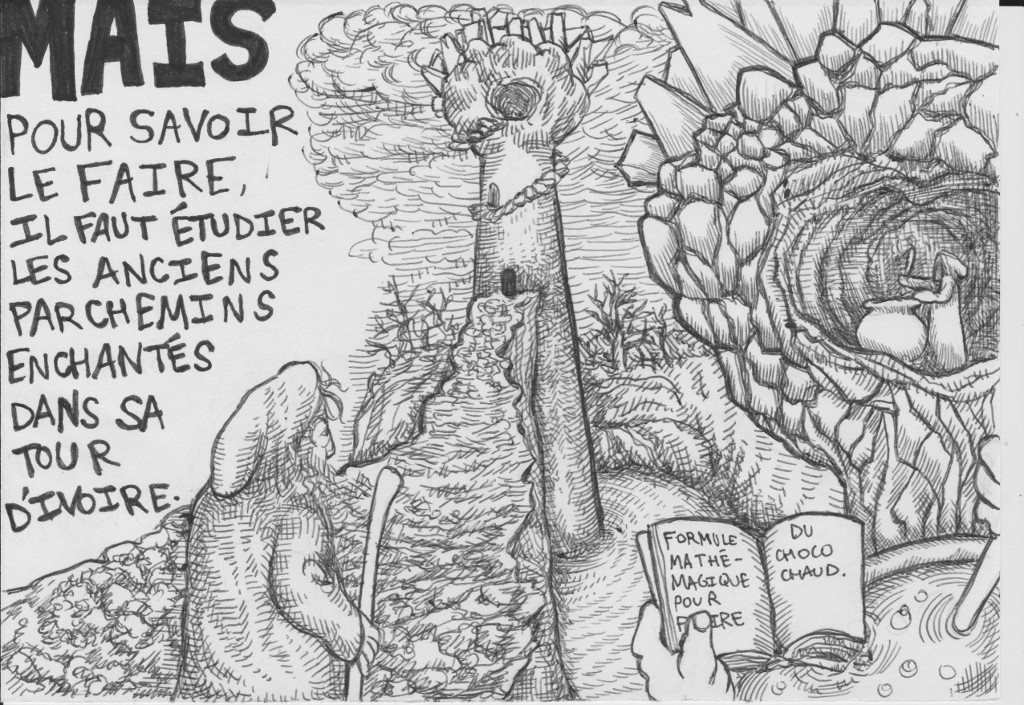 MAIS
POUR SAVOIR
LE FAIRE,
IL FAUT ÉTUDIER
LES ANCIENS
PARCHEMINS
ENCHANTÉS
DANS SA
TOUR
D'IVOIRE.
FORMULE
MATHÉ-
MAGIQUE
POUR
FOIRE
DU
CHOCO
CHAUD.